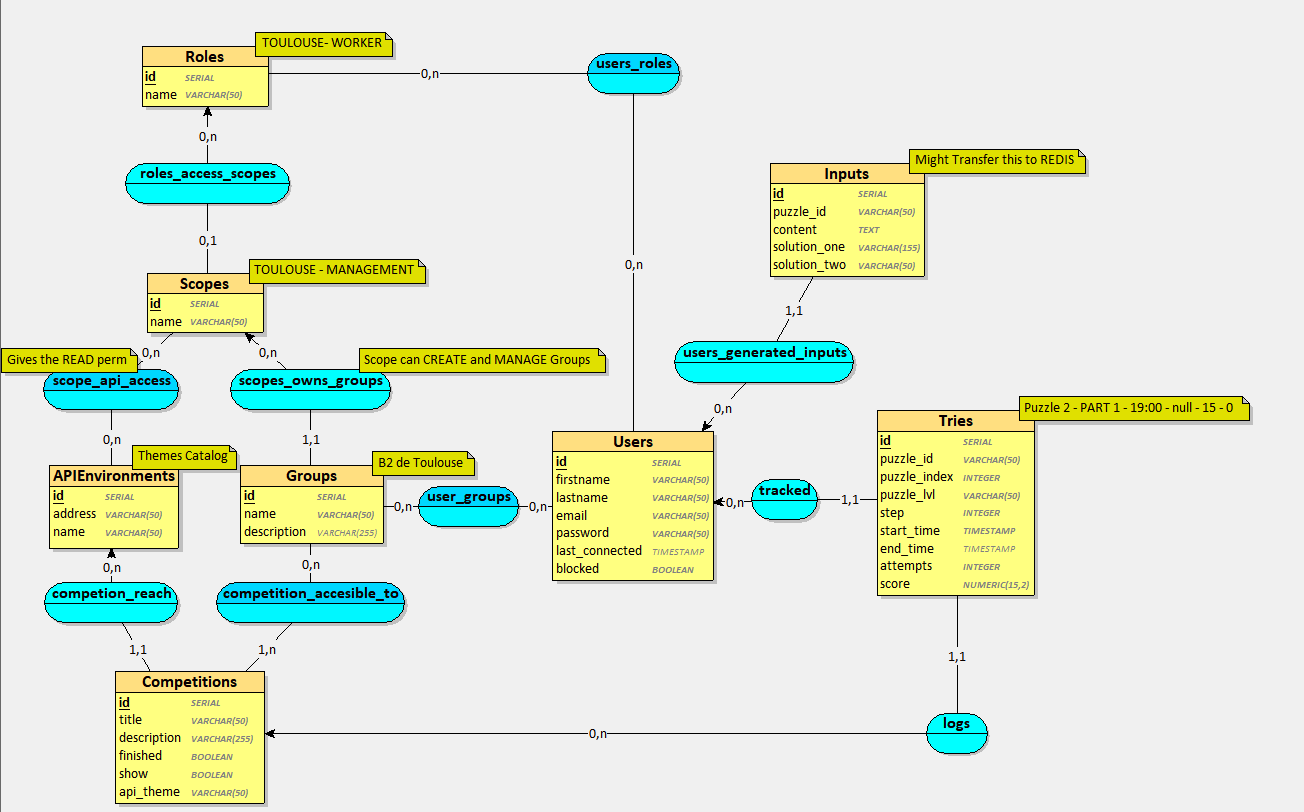 TOULOUSE- WORKER
Roles
id SERIAL
name VARCHAR(50)
0,n
users_roles
0,n
roles_access_scopes
0,1
0,n
Might Transfer this to REDIS
Inputs
id SERIAL
puzzle_id VARCHAR(50)
content TEXT
solution_one VARCHAR(155)
solution_two VARCHAR(50)
TOULOUSE - MANAGEMENT
Scopes
id SERIAL
name VARCHAR(50)
1,1
Gives the READ perm
0,n
0,n
Scope can CREATE and MANAGE Groups
users_generated_inputs
scope_api_access
scopes_owns_groups
0,n
0,n
1,1
Puzzle 2 - PART 1 - 19:00 - null - 15 - 0
Tries
id SERIAL
puzzle_id VARCHAR(50)
puzzle_index INTEGER
puzzle_lvl VARCHAR(50)
step INTEGER
start_time TIMESTAMP
end_time TIMESTAMP
attempts INTEGER
score NUMERIC(15,2)
Users
id SERIAL
firstname VARCHAR(50)
lastname VARCHAR(50)
email VARCHAR(50)
password VARCHAR(50)
last_connected TIMESTAMP
blocked BOOLEAN
Themes Catalog
APIEnvironments
id SERIAL
address VARCHAR(50)
name VARCHAR(50)
B2 de Toulouse
Groups
id SERIAL
name VARCHAR(50)
description VARCHAR(255)
0,n
user_groups
0,n
0,n
tracked
1,1
0,n
0,n
competion_reach
competition_accesible_to
1,1
1,n
1,1
Competitions
id SERIAL
title VARCHAR(50)
description VARCHAR(255)
finished BOOLEAN
show BOOLEAN
api_theme VARCHAR(50)
0,n
logs